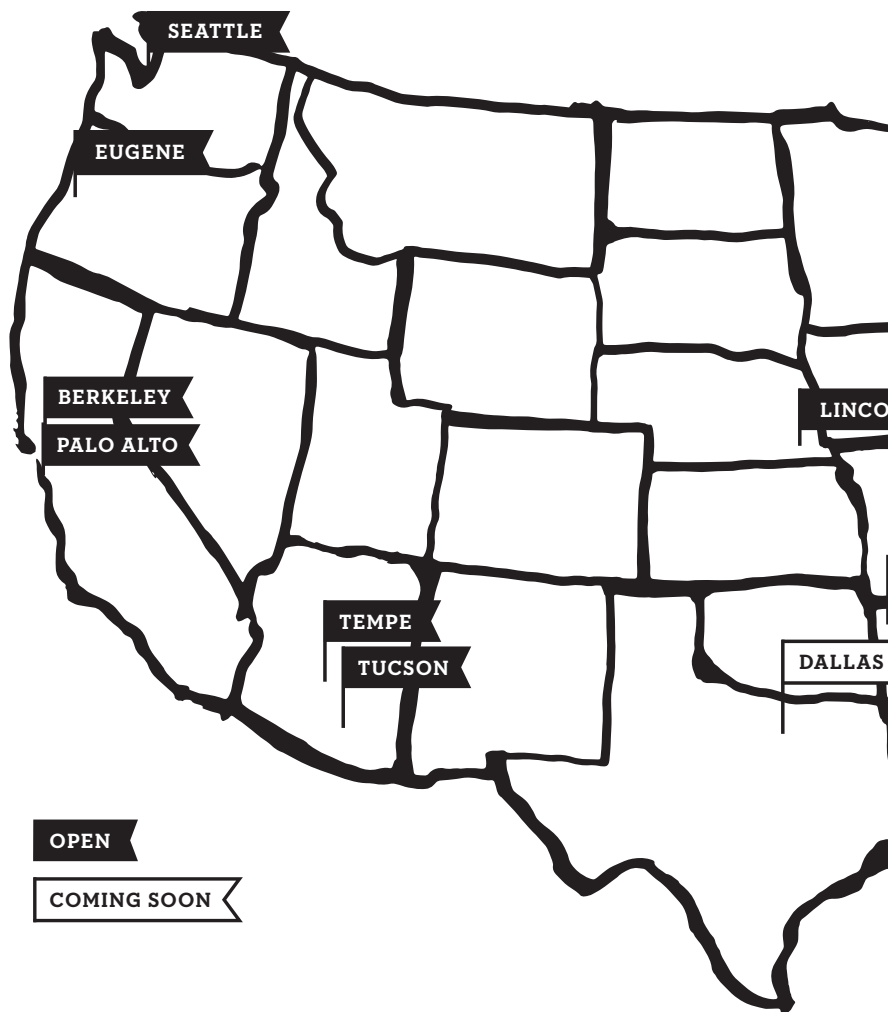 SEATTLE
EUGENE
BERKELEY
PALO ALTO
LINCO
TEMPE
TUCSON
DALLAS
OPEN
COMING SOON